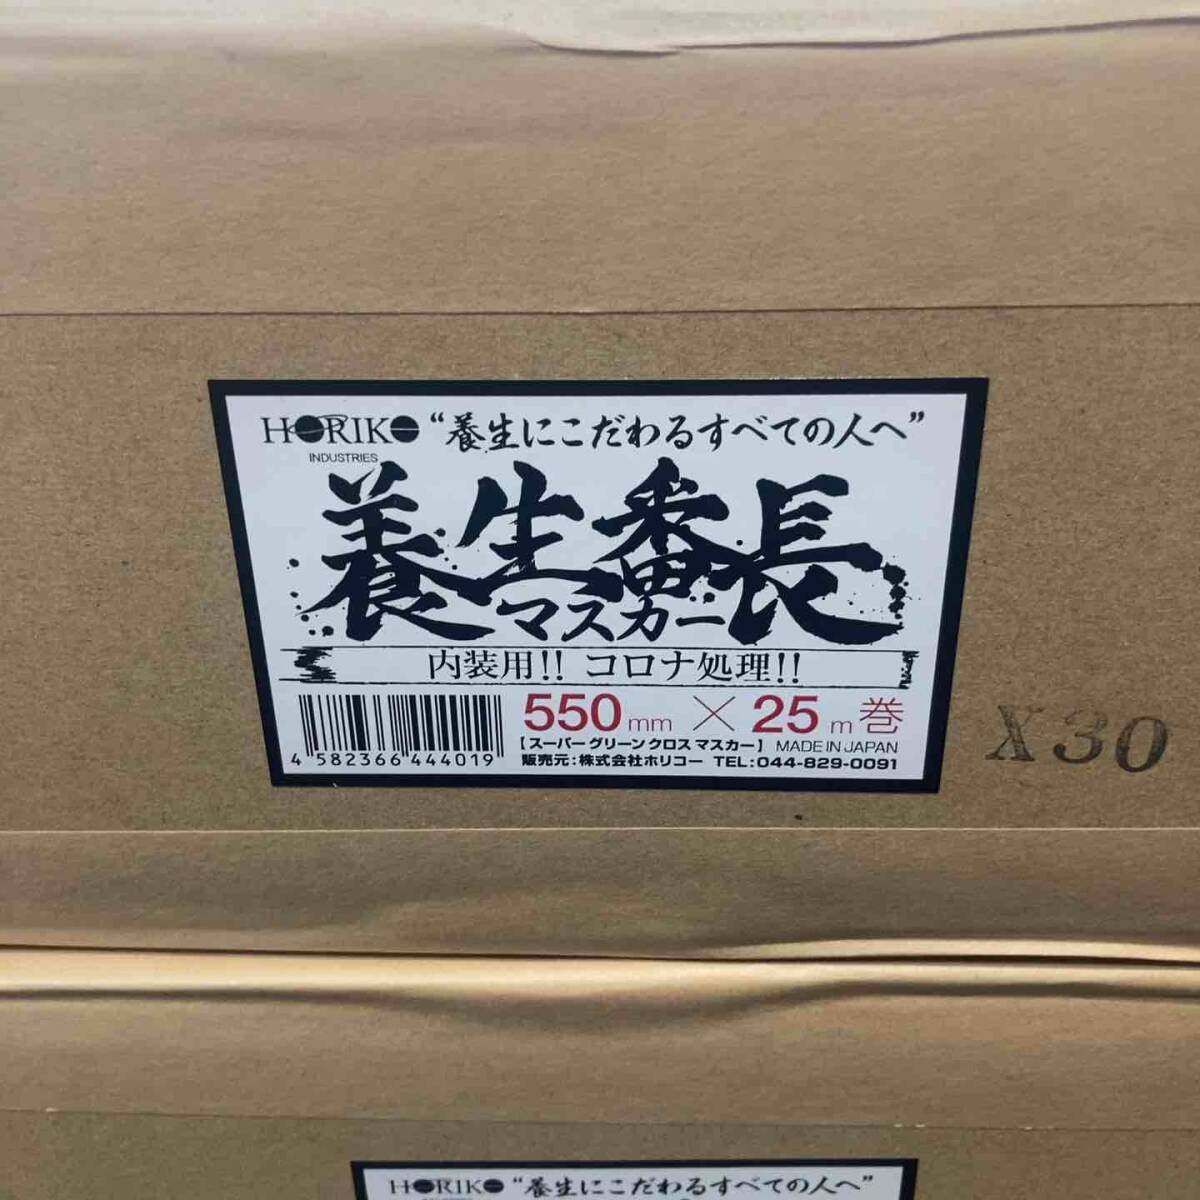 HORIKO "養生にこだわるすべての人へ"
INDUSTRIES
養生番長
マスカー
内装用!! コロナ処理!!
550mm × 25m巻
【スーパーグリーンクロスマスカー】 MADE IN JAPAN
4 582366 444019
販売元:株式会社ホリコー TEL:044-829-0091
X30
HORIKO "養生にこだわるすべての人へ"